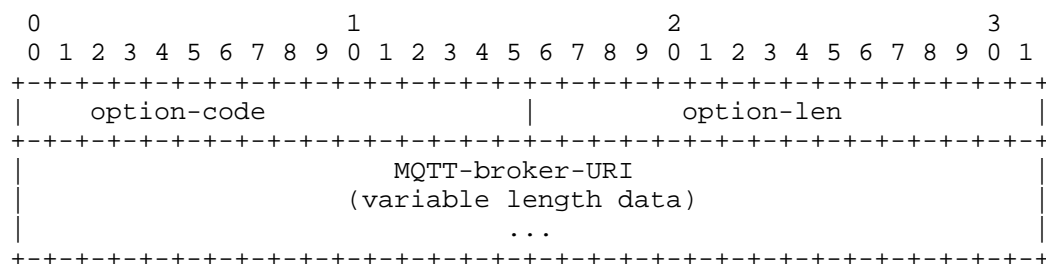 0                   1                   2                   3
 0 1 2 3 4 5 6 7 8 9 0 1 2 3 4 5 6 7 8 9 0 1 2 3 4 5 6 7 8 9 0 1
+-+-+-+-+-+-+-+-+-+-+-+-+-+-+-+-+-+-+-+-+-+-+-+-+-+-+-+-+-+-+-+-+
|    option-code                |         option-len            |
+-+-+-+-+-+-+-+-+-+-+-+-+-+-+-+-+-+-+-+-+-+-+-+-+-+-+-+-+-+-+-+-+
|                       MQTT-broker-URI                         |
|                    (variable length data)                     |
|                              ...                              |
+-+-+-+-+-+-+-+-+-+-+-+-+-+-+-+-+-+-+-+-+-+-+-+-+-+-+-+-+-+-+-+-+